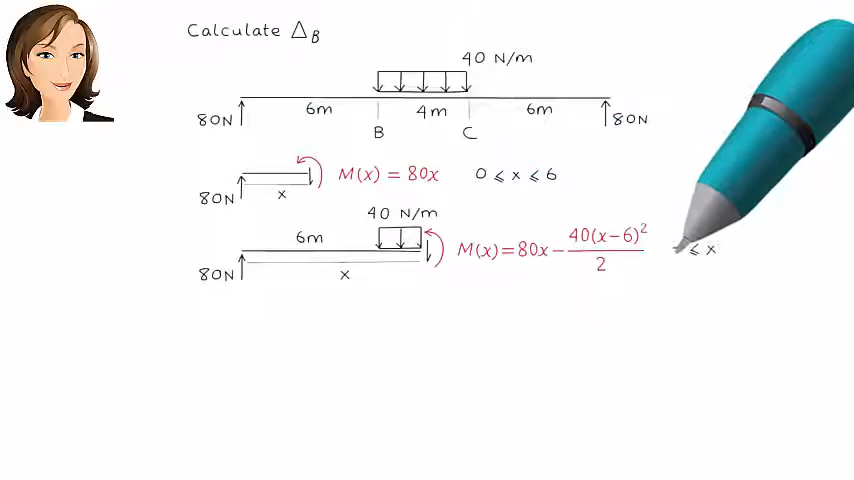 Calculate Δ_B
40 N/m
80N 6m 4m 6m 80N
B C
M(x) = 80x 0 ⩽ x ⩽ 6
80N x
40 N/m
6m
M(x)=80x−40(x−6)²/2 ⩽ x
80N x